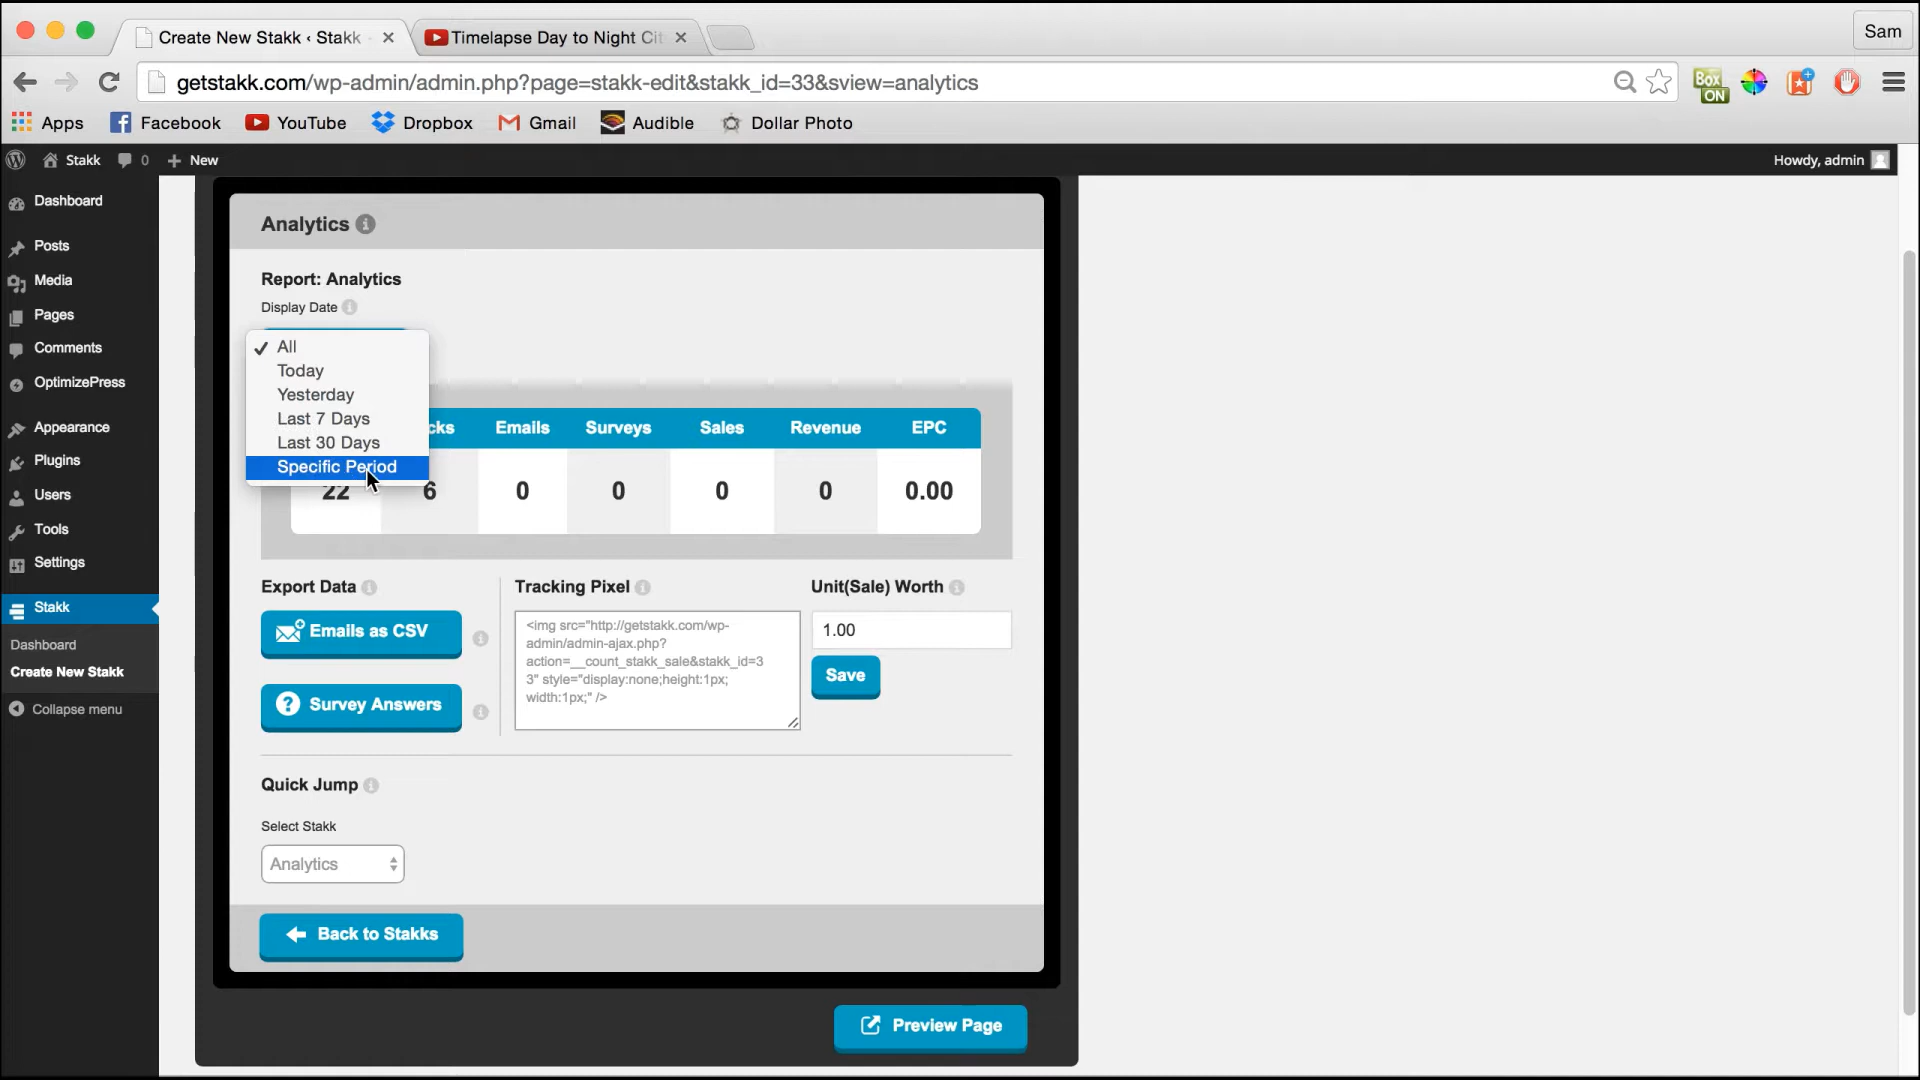 Create New Stakk ‹ Stakk
Timelapse Day to Night Cit
Sam
getstakk.com/wp-admin/admin.php?page=stakk-edit&stakk_id=33&sview=analytics
Box
ON
Apps
Facebook
YouTube
Dropbox
Gmail
Audible
Dollar Photo
Stakk
0
New
Howdy, admin
Dashboard
Posts
Media
Pages
Comments
OptimizePress
Appearance
Plugins
Users
Tools
Settings
Stakk
Dashboard
Create New Stakk
Collapse menu
Analytics
Report: Analytics
Display Date
All
Today
Yesterday
Last 7 Days
Last 30 Days
Specific Period
cks Emails Surveys Sales Revenue EPC
22 6 0 0 0 0 0.00
Export Data
Emails as CSV
Survey Answers
Tracking Pixel
<img src="http://getstakk.com/wp-
admin/admin-ajax.php?
action=__count_stakk_sale&stakk_id=3
3" style="display:none;height:1px;
width:1px;" />
Unit(Sale) Worth
1.00
Save
Quick Jump
Select Stakk
Analytics
Back to Stakks
Preview Page